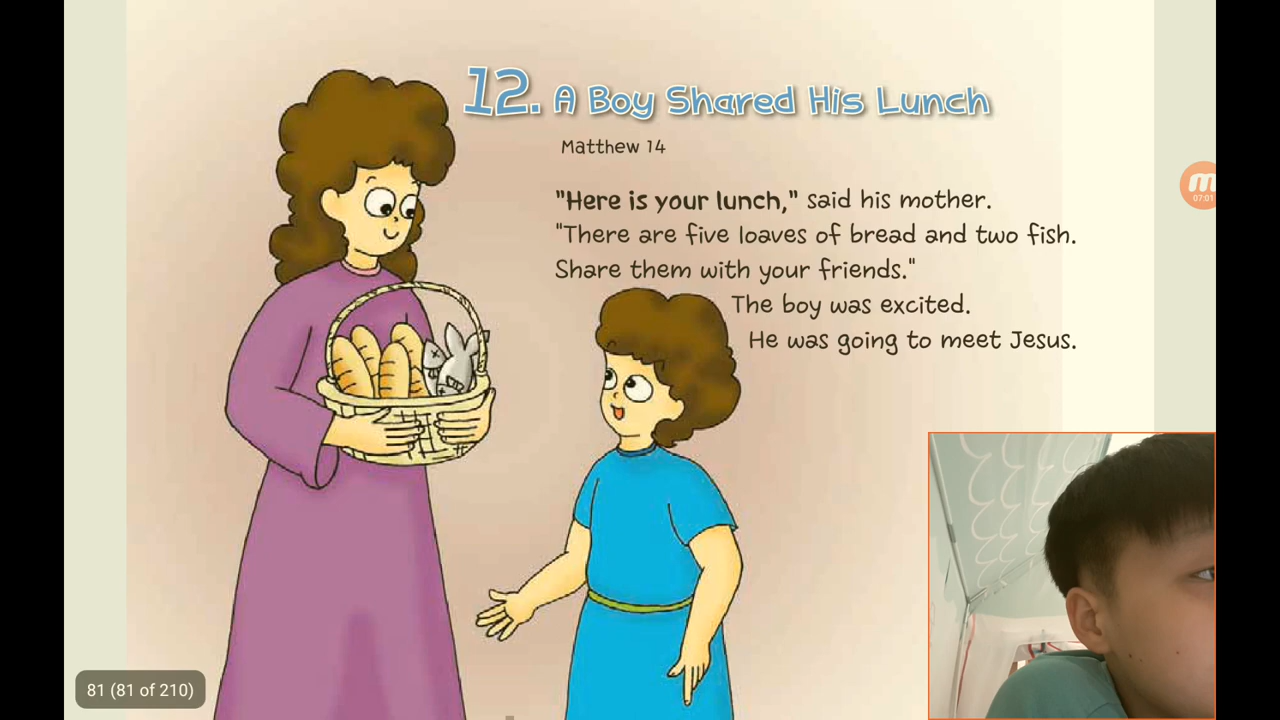 12. A Boy Shared His Lunch
Matthew 14
"Here is your lunch," said his mother.
"There are five loaves of bread and two fish.
Share them with your friends."
The boy was excited.
He was going to meet Jesus.
07:01
81 (81 of 210)